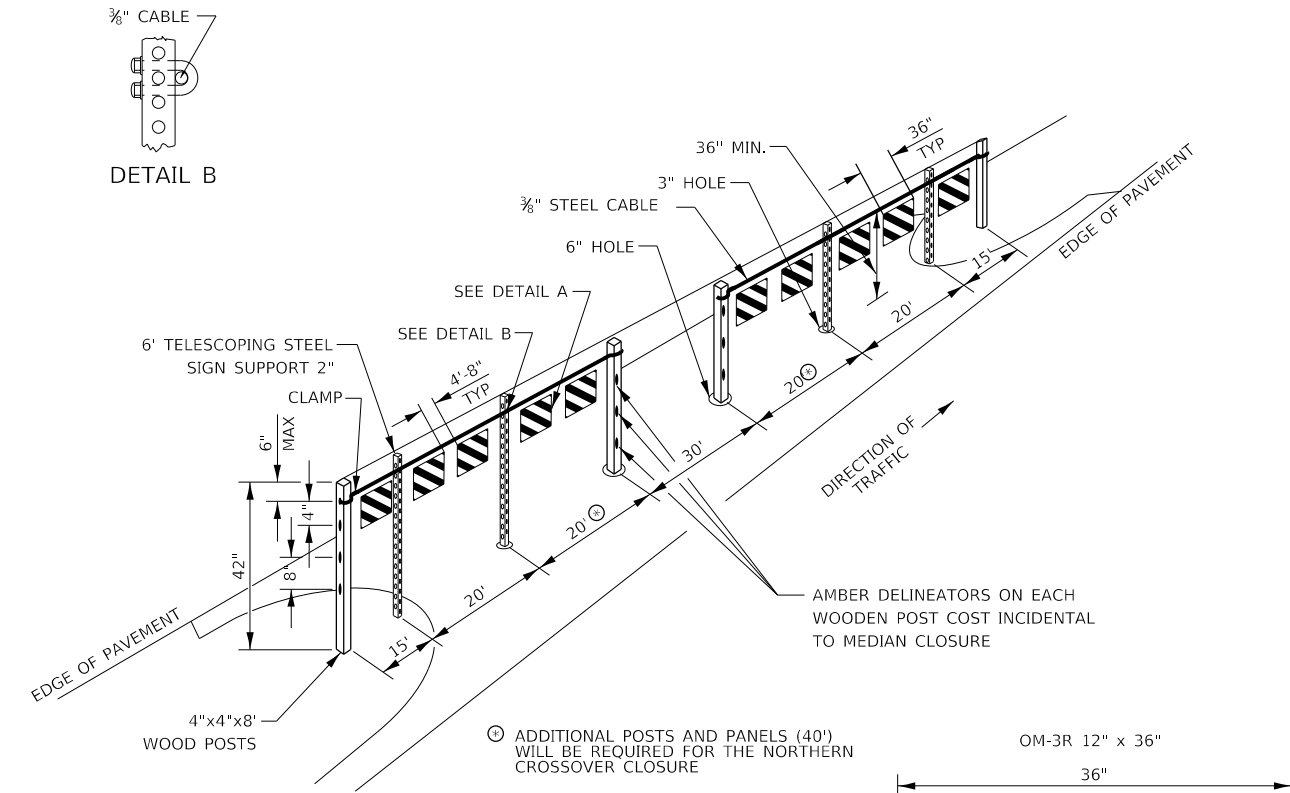 ⅜" CABLE
DETAIL B
36"
TYP
36" MIN.
3" HOLE
⅜" STEEL CABLE
6" HOLE
EDGE OF PAVEMENT
SEE DETAIL A
SEE DETAIL B
6' TELESCOPING STEEL
SIGN SUPPORT 2"
4'-8"
TYP
CLAMP
6"
MAX
4"
8"
42"
15'
20'
20'⊛
30'
20'⊛
20'
15'
DIRECTION OF
TRAFFIC
AMBER DELINEATORS ON EACH
WOODEN POST COST INCIDENTAL
TO MEDIAN CLOSURE
EDGE OF PAVEMENT
4"x4"x8'
WOOD POSTS
⊛ ADDITIONAL POSTS AND PANELS (40')
WILL BE REQUIRED FOR THE NORTHERN
CROSSOVER CLOSURE
OM-3R 12" x 36"
36"